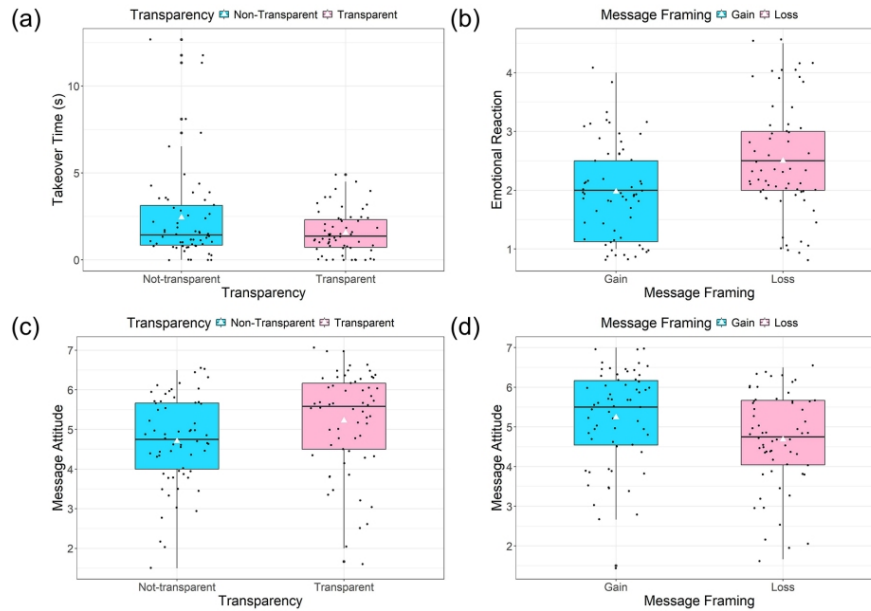 (a)
Transparency Non-Transparent Transparent
Takeover Time (s)
10
5
0
Not-transparent Transparent
Transparency
(b)
Message Framing Gain Loss
Emotional Reaction
4
3
2
1
Gain Loss
Message Framing
(c)
Transparency Non-Transparent Transparent
Message Attitude
7
6
5
4
3
2
Not-transparent Transparent
Transparency
(d)
Message Framing Gain Loss
Message Attitude
7
6
5
4
3
2
Gain Loss
Message Framing